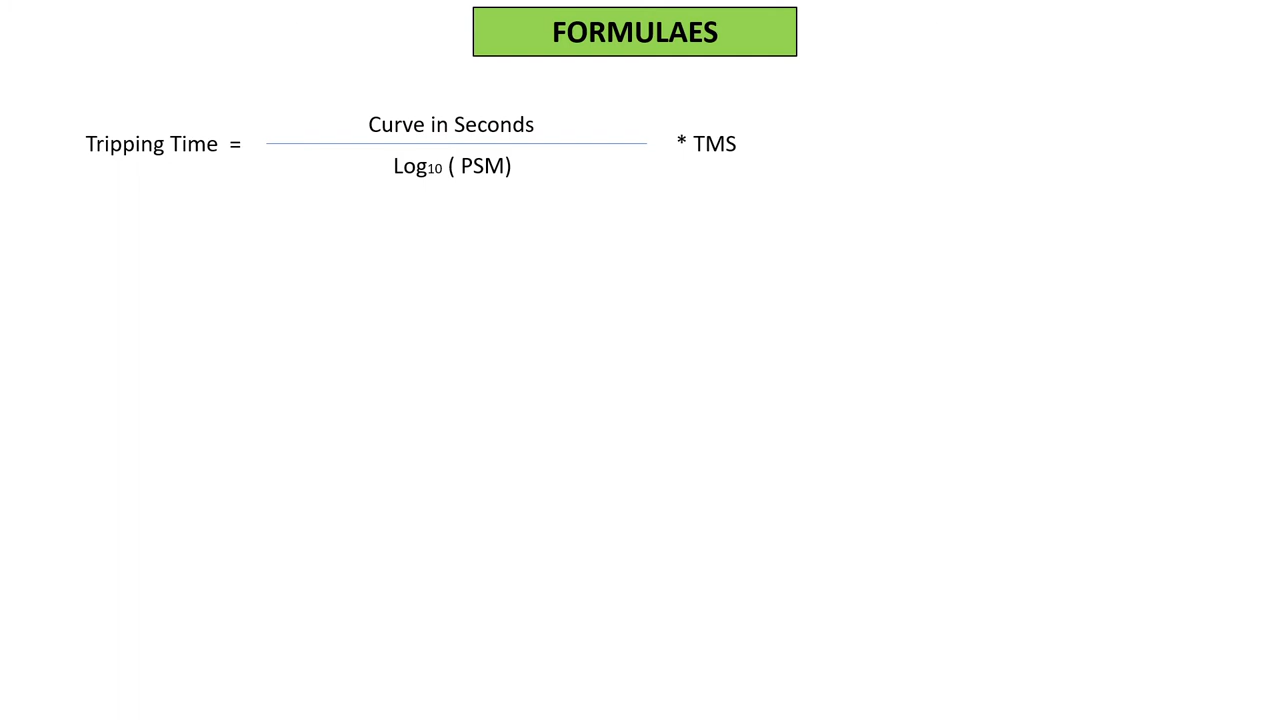 FORMULAES
Curve in Seconds
Tripping Time = * TMS
Log₁₀ ( PSM)